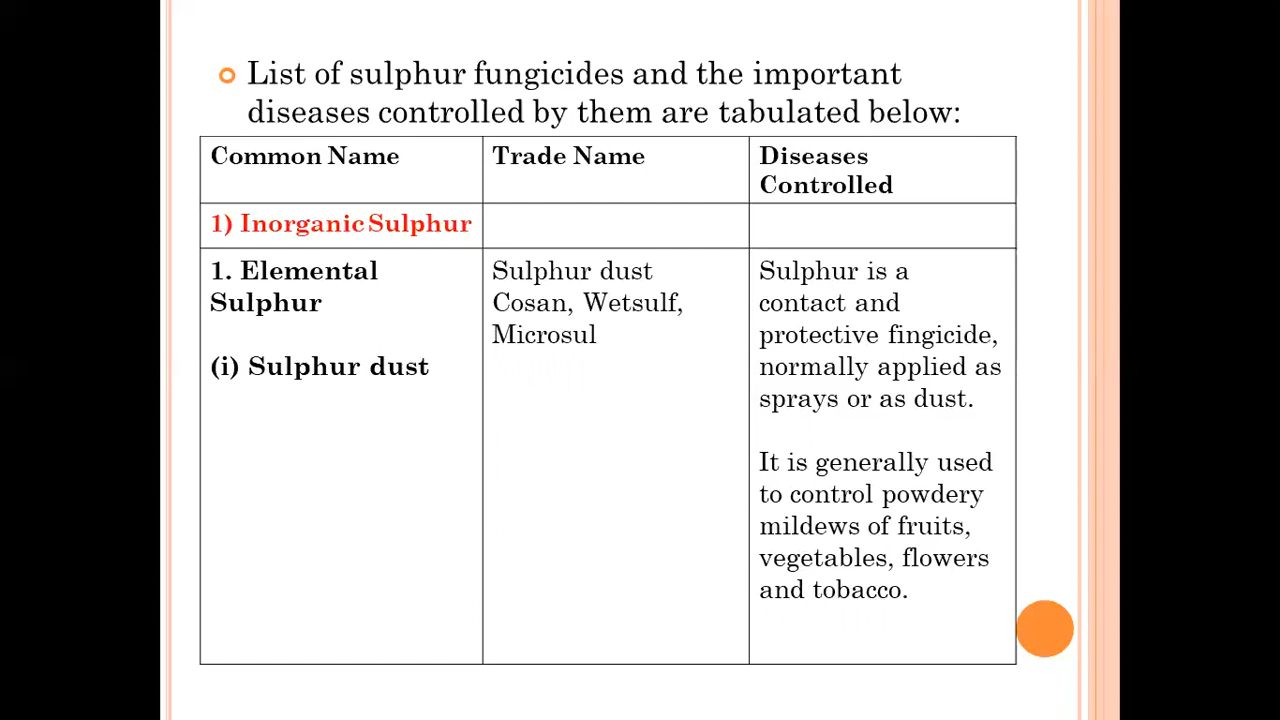 List of sulphur fungicides and the important
diseases controlled by them are tabulated below:
Common Name
Trade Name
Diseases
Controlled
1) Inorganic Sulphur
1. Elemental
Sulphur
(i) Sulphur dust
Sulphur dust
Cosan, Wetsulf,
Microsul
Sulphur is a
contact and
protective fingicide,
normally applied as
sprays or as dust.
It is generally used
to control powdery
mildews of fruits,
vegetables, flowers
and tobacco.